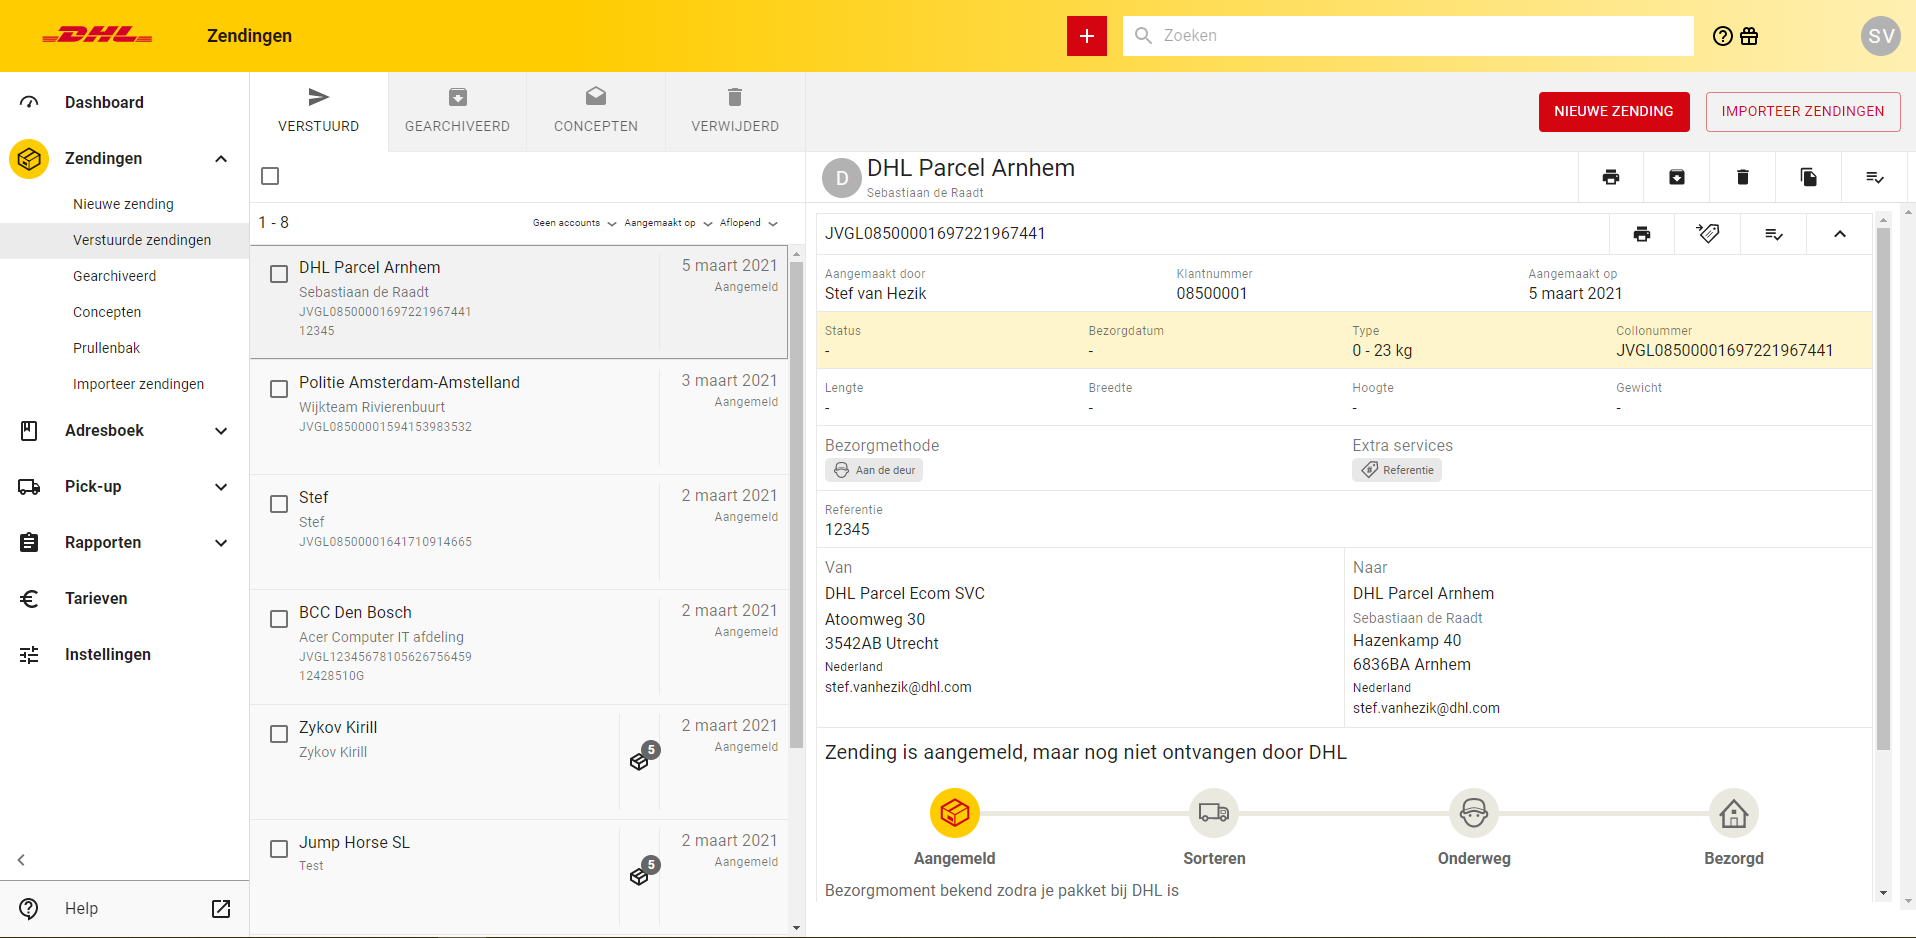 DHL
Zendingen
+
Zoeken
SV
Dashboard
Zendingen
Nieuwe zending
Verstuurde zendingen
Gearchiveerd
Concepten
Prullenbak
Importeer zendingen
Adresboek
Pick-up
Rapporten
Tarieven
Instellingen
Help
VERSTUURD
GEARCHIVEERD
CONCEPTEN
VERWIJDERD
NIEUWE ZENDING
IMPORTEER ZENDINGEN
1 - 8
Geen accounts
Aangemaakt op
Aflopend
DHL Parcel Arnhem
5 maart 2021
Sebastiaan de Raadt
Aangemeld
JVGL08500001697221967441
12345
Politie Amsterdam-Amstelland
3 maart 2021
Wijkteam Rivierenbuurt
Aangemeld
JVGL08500001594153983532
Stef
2 maart 2021
Stef
Aangemeld
JVGL08500001641710914665
BCC Den Bosch
2 maart 2021
Acer Computer IT afdeling
Aangemeld
JVGL12345678105626756459
12428510G
Zykov Kirill
2 maart 2021
Zykov Kirill
5
Aangemeld
Jump Horse SL
2 maart 2021
Test
5
Aangemeld
D
DHL Parcel Arnhem
Sebastiaan de Raadt
JVGL08500001697221967441
Aangemaakt door
Klantnummer
Aangemaakt op
Stef van Hezik
08500001
5 maart 2021
Status
Bezorgdatum
Type
Collonummer
-
-
0 - 23 kg
JVGL08500001697221967441
Lengte
Breedte
Hoogte
Gewicht
-
-
-
-
Bezorgmethode
Extra services
Aan de deur
Referentie
Referentie
12345
Van
DHL Parcel Ecom SVC
Atoomweg 30
3542AB Utrecht
Nederland
stef.vanhezik@dhl.com
Naar
DHL Parcel Arnhem
Sebastiaan de Raadt
Hazenkamp 40
6836BA Arnhem
Nederland
stef.vanhezik@dhl.com
Zending is aangemeld, maar nog niet ontvangen door DHL
Aangemeld
Sorteren
Onderweg
Bezorgd
Bezorgmoment bekend zodra je pakket bij DHL is